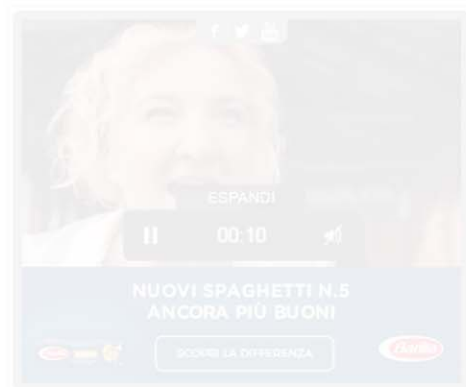 ESPANDI
00:10
NUOVI SPAGHETTI N.5
ANCORA PIÙ BUONI
SCOPRI LA DIFFERENZA
Barilla